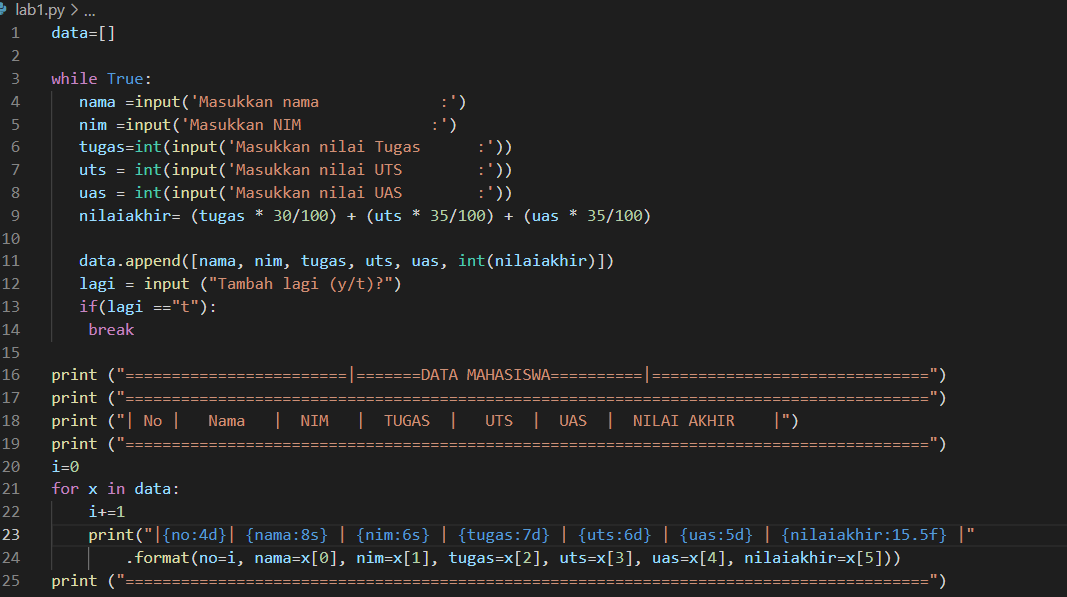 lab1.py > ...
1 data=[]
2
3 while True:
4    nama =input('Masukkan nama             :')
5    nim =input('Masukkan NIM              :')
6    tugas=int(input('Masukkan nilai Tugas      :'))
7    uts = int(input('Masukkan nilai UTS        :'))
8    uas = int(input('Masukkan nilai UAS        :'))
9    nilaiakhir= (tugas * 30/100) + (uts * 35/100) + (uas * 35/100)
10
11    data.append([nama, nim, tugas, uts, uas, int(nilaiakhir)])
12    lagi = input ("Tambah lagi (y/t)?")
13    if(lagi =="t"):
14     break
15
16 print ("========================|=======DATA MAHASISWA==========|==============================")
17 print ("=======================================================================================")
18 print ("| No |   Nama   |  NIM   |  TUGAS  |   UTS  |  UAS  |  NILAI AKHIR    |")
19 print ("=======================================================================================")
20 i=0
21 for x in data:
22     i+=1
23     print("|{no:4d}| {nama:8s} | {nim:6s} | {tugas:7d} | {uts:6d} | {uas:5d} | {nilaiakhir:15.5f} |"
24         .format(no=i, nama=x[0], nim=x[1], tugas=x[2], uts=x[3], uas=x[4], nilaiakhir=x[5]))
25 print ("=======================================================================================")